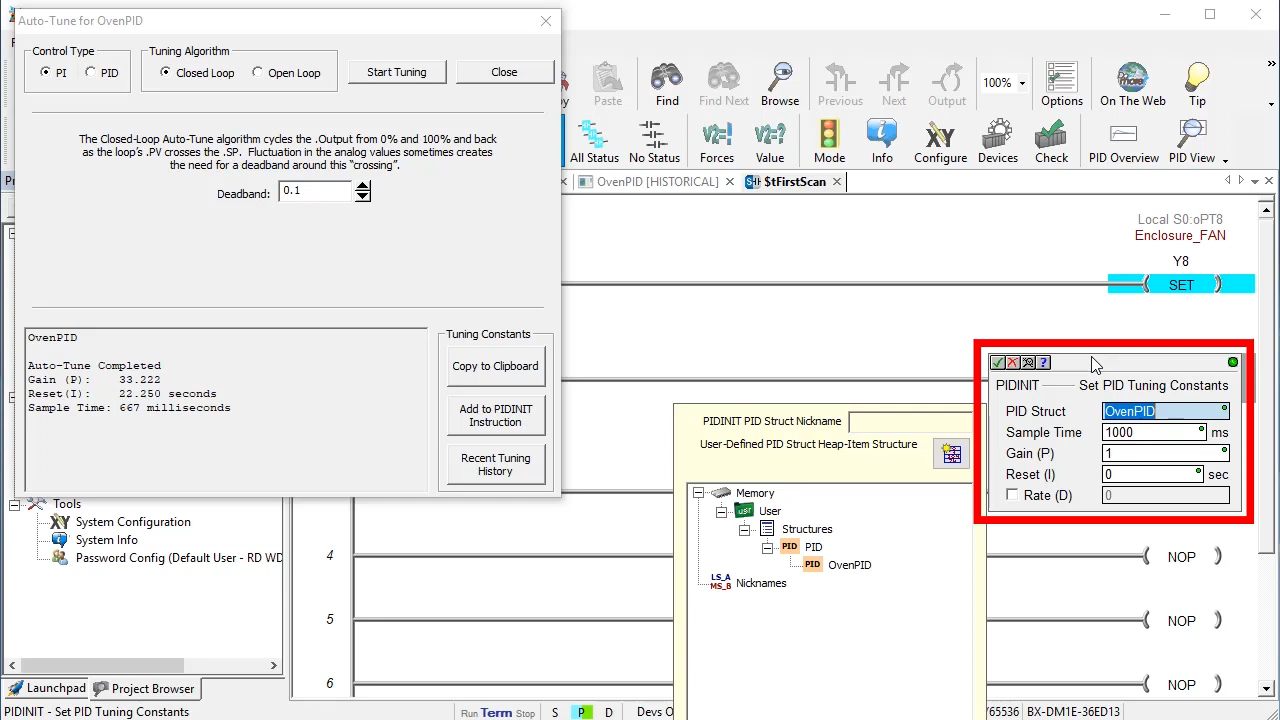 Auto-Tune for OvenPID
Control Type
PI
PID
Tuning Algorithm
Closed Loop
Open Loop
Start Tuning
Close
The Closed-Loop Auto-Tune algorithm cycles the .Output from 0% and 100% and back
as the loop's .PV crosses the .SP. Fluctuation in the analog values sometimes creates
the need for a deadband around this "crossing".
Deadband:
0.1
OvenPID
Auto-Tune Completed
Gain (P): 33.222
Reset(I): 22.250 seconds
Sample Time: 667 milliseconds
Tuning Constants
Copy to Clipboard
Add to PIDINIT
Instruction
Recent Tuning
History
Paste
Find
Find Next
Browse
Previous
Next
Output
100%
Options
On The Web
Tip
All Status
No Status
Forces
Value
Mode
Info
Configure
Devices
Check
PID Overview
PID View
OvenPID [HISTORICAL]
$tFirstScan
Local S0:oPT8
Enclosure_FAN
Y8
SET
PIDINIT
Set PID Tuning Constants
PID Struct
OvenPID
Sample Time
1000
ms
Gain (P)
1
Reset (I)
0
sec
Rate (D)
0
PIDINIT PID Struct Nickname
User-Defined PID Struct Heap-Item Structure
Memory
usr
User
Structures
PID
PID
PID
OvenPID
LS_A
MS_B
Nicknames
Tools
System Configuration
System Info
Password Config (Default User - RD WD
4
NOP
5
NOP
6
NOP
Launchpad
Project Browser
PIDINIT - Set PID Tuning Constants
Run Term Stop
S
P
D
Devs O
/65536
BX-DM1E-36ED13